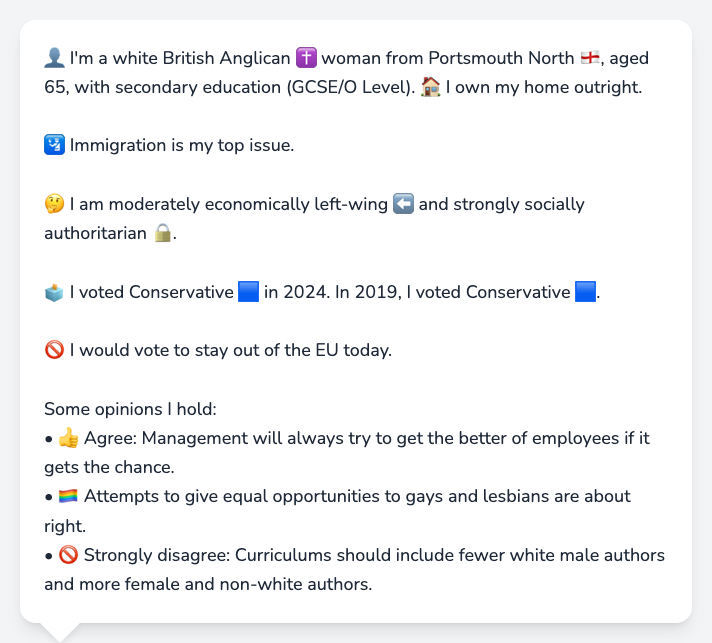 👤 I'm a white British Anglican ✝️ woman from Portsmouth North 🏴󠁧󠁢󠁥󠁮󠁧󠁿, aged
65, with secondary education (GCSE/O Level). 🏠 I own my home outright.
🛂 Immigration is my top issue.
🤔 I am moderately economically left-wing ⬅️ and strongly socially
authoritarian 🔒.
🗳️ I voted Conservative 🟦 in 2024. In 2019, I voted Conservative 🟦.
🚫 I would vote to stay out of the EU today.
Some opinions I hold:
• 👍 Agree: Management will always try to get the better of employees if it
gets the chance.
• 🏳️‍🌈 Attempts to give equal opportunities to gays and lesbians are about
right.
• 🚫 Strongly disagree: Curriculums should include fewer white male authors
and more female and non-white authors.